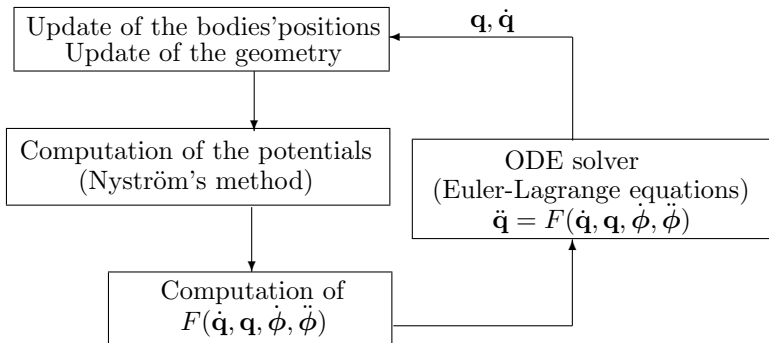 Update of the bodies'positions
Update of the geometry
q, q̇
Computation of the potentials
(Nyström's method)
ODE solver
(Euler-Lagrange equations)
q̈ = F(q̇, q, ϕ̇, ϕ̈)
Computation of
F(q̇, q, ϕ̇, ϕ̈)